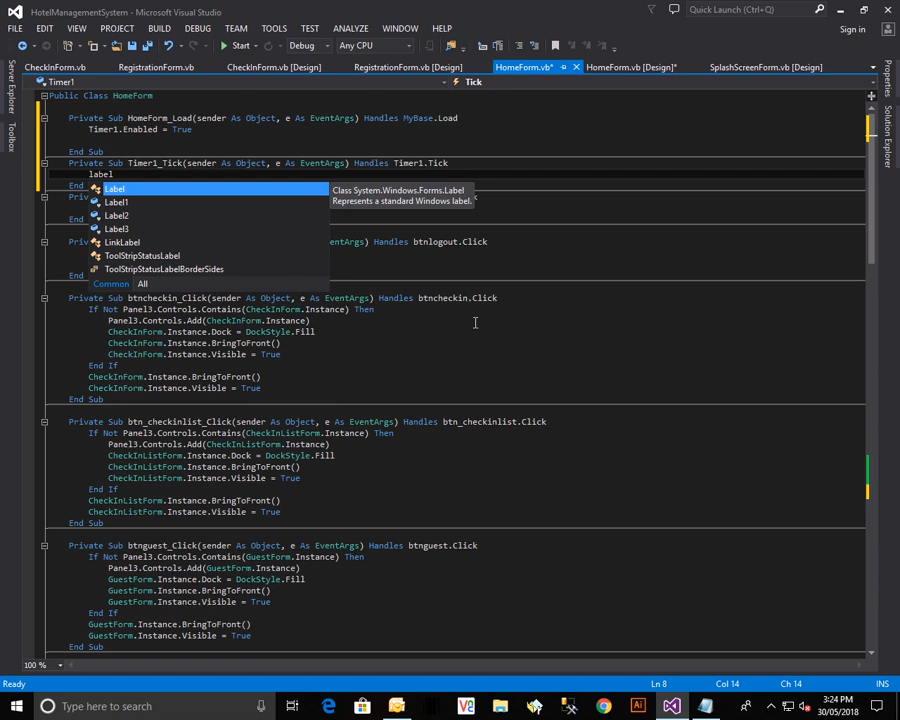 HotelManagementSystem - Microsoft Visual Studio
Quick Launch (Ctrl+Q)
FILE EDIT VIEW PROJECT BUILD DEBUG TEAM TOOLS TEST ANALYZE WINDOW HELP
Sign in
Start Debug Any CPU
CheckInForm.vb RegistrationForm.vb CheckInForm.vb [Design] RegistrationForm.vb [Design] HomeForm.vb* HomeForm.vb [Design]* SplashScreenForm.vb [Design]
Server Explorer
Toolbox
Properties
Solution Explorer
Timer1 Tick
Public Class HomeForm
Private Sub HomeForm_Load(sender As Object, e As EventArgs) Handles MyBase.Load
Timer1.Enabled = True
End Sub
Private Sub Timer1_Tick(sender As Object, e As EventArgs) Handles Timer1.Tick
label
End
Label
Class System.Windows.Forms.Label
Represents a standard Windows label.
Label1
Label2
Label3
LinkLabel
ToolStripStatusLabel
ToolStripStatusLabelBorderSides
Common All
End
btnlogout.Click
End
Private Sub btncheckin_Click(sender As Object, e As EventArgs) Handles btncheckin.Click
If Not Panel3.Controls.Contains(CheckInForm.Instance) Then
Panel3.Controls.Add(CheckInForm.Instance)
CheckInForm.Instance.Dock = DockStyle.Fill
CheckInForm.Instance.BringToFront()
CheckInForm.Instance.Visible = True
End If
CheckInForm.Instance.BringToFront()
CheckInForm.Instance.Visible = True
End Sub
Private Sub btn_checkinlist_Click(sender As Object, e As EventArgs) Handles btn_checkinlist.Click
If Not Panel3.Controls.Contains(CheckInListForm.Instance) Then
Panel3.Controls.Add(CheckInListForm.Instance)
CheckInListForm.Instance.Dock = DockStyle.Fill
CheckInListForm.Instance.BringToFront()
CheckInListForm.Instance.Visible = True
End If
CheckInListForm.Instance.BringToFront()
CheckInListForm.Instance.Visible = True
End Sub
Private Sub btnguest_Click(sender As Object, e As EventArgs) Handles btnguest.Click
If Not Panel3.Controls.Contains(GuestForm.Instance) Then
Panel3.Controls.Add(GuestForm.Instance)
GuestForm.Instance.Dock = DockStyle.Fill
GuestForm.Instance.BringToFront()
GuestForm.Instance.Visible = True
End If
GuestForm.Instance.BringToFront()
GuestForm.Instance.Visible = True
End Sub
100 %
Ready Ln 8 Col 14 Ch 14 INS
Type here to search
3:24 PM
30/05/2018